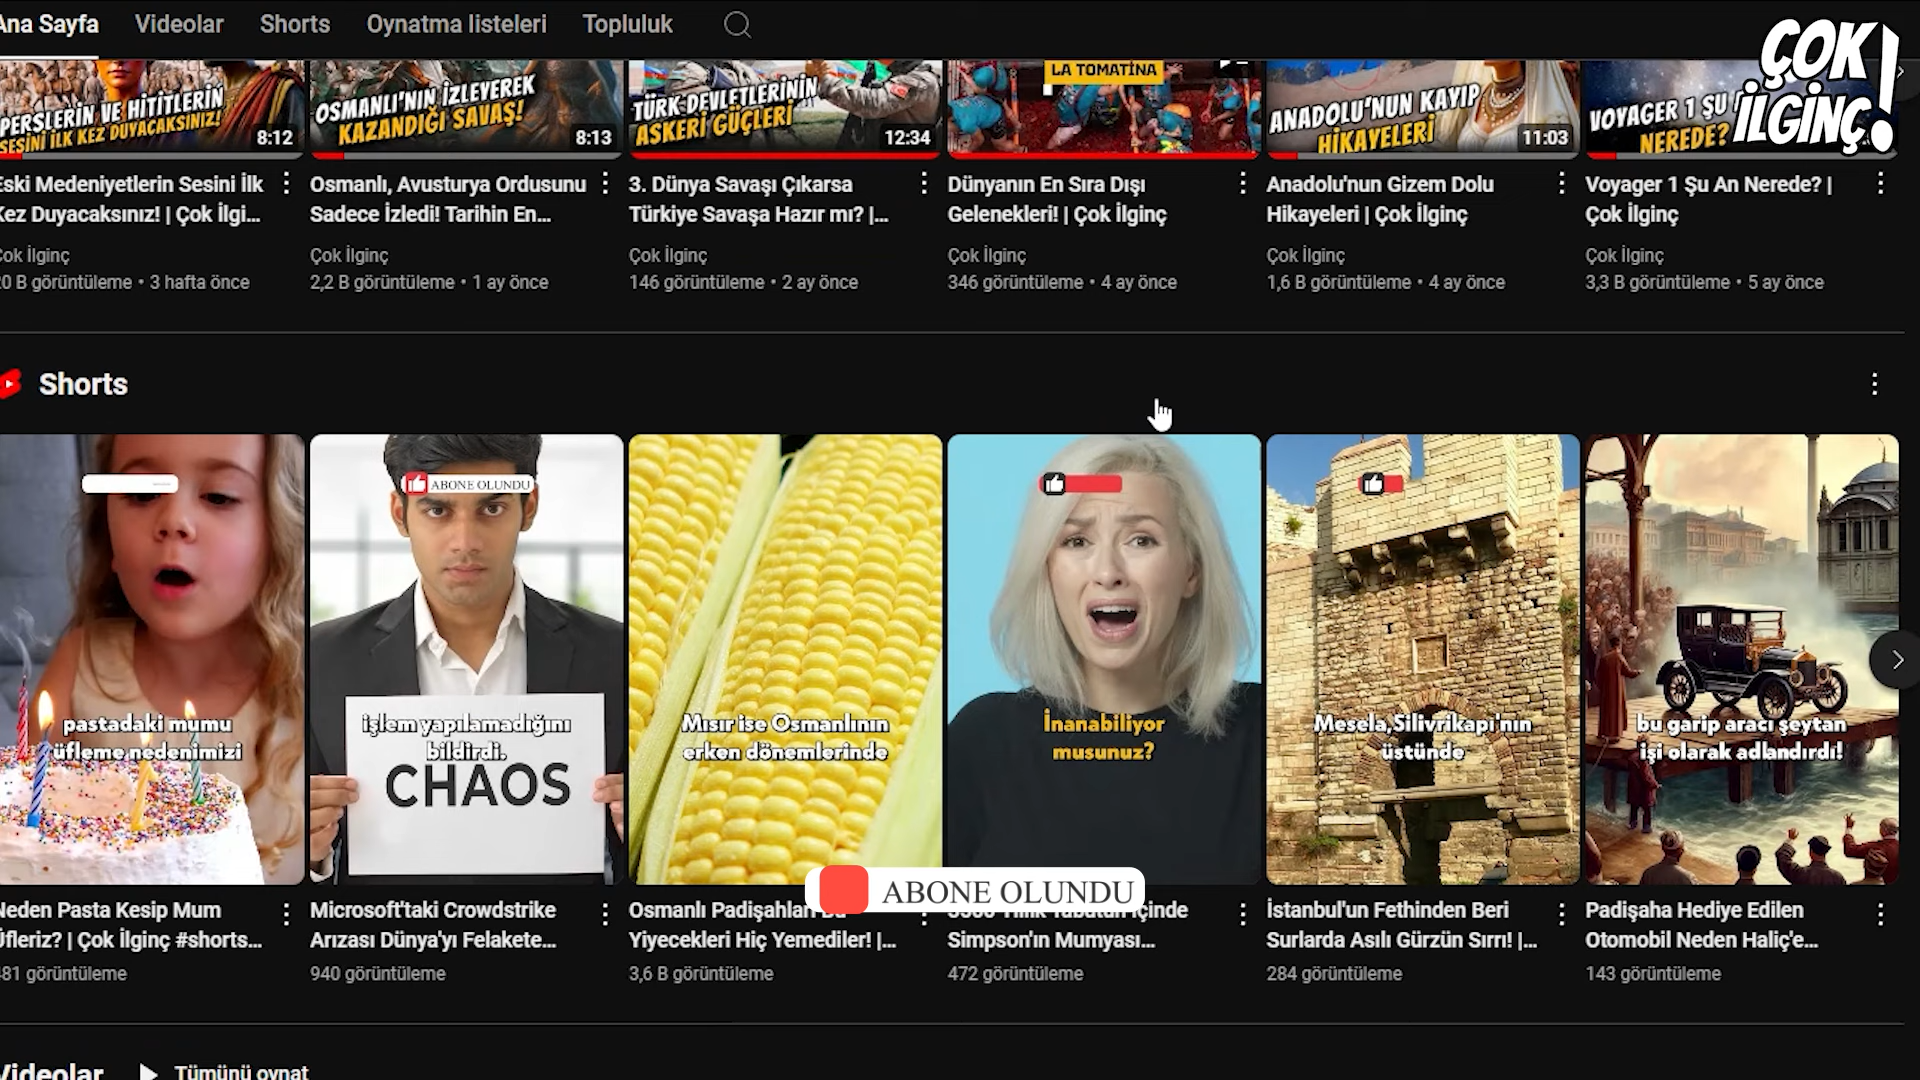 Ana Sayfa
Videolar
Shorts
Oynatma listeleri
Topluluk
ÇOK
İLGİNÇ!
PERSLERİN VE HİTİTLERİN
SESİNİ İLK KEZ DUYACAKSINIZ!
8:12
OSMANLI'NIN İZLEYEREK
KAZANDIĞI SAVAŞ!
8:13
TÜRK DEVLETLERİNİN
ASKERİ GÜÇLERİ
12:34
LA TOMATİNA
ANADOLU'NUN KAYIP
HİKAYELERİ
11:03
VOYAGER 1 ŞU
NEREDE?
Eski Medeniyetlerin Sesini İlk
Kez Duyacaksınız! | Çok İlgi...
Çok İlginç
20 B görüntüleme • 3 hafta önce
Osmanlı, Avusturya Ordusunu
Sadece İzledi! Tarihin En...
Çok İlginç
2,2 B görüntüleme • 1 ay önce
3. Dünya Savaşı Çıkarsa
Türkiye Savaşa Hazır mı? |...
Çok İlginç
146 görüntüleme • 2 ay önce
Dünyanın En Sıra Dışı
Gelenekleri! | Çok İlginç
Çok İlginç
346 görüntüleme • 4 ay önce
Anadolu'nun Gizem Dolu
Hikayeleri | Çok İlginç
Çok İlginç
1,6 B görüntüleme • 4 ay önce
Voyager 1 Şu An Nerede? |
Çok İlginç
Çok İlginç
3,3 B görüntüleme • 5 ay önce
Shorts
pastadaki mumu
üfleme nedenimizi
ABONE OLUNDU
işlem yapılamadığını
bildirdi.
CHAOS
Mısır ise Osmanlının
erken dönemlerinde
İnanabiliyor
musunuz?
Mesela,Silivrikapı'nın
üstünde
bu garip aracı şeytan
işi olarak adlandırdı!
ABONE OLUNDU
Neden Pasta Kesip Mum
Üfleriz? | Çok İlginç #shorts...
481 görüntüleme
Microsoft'taki Crowdstrike
Arızası Dünya'yı Felakete...
940 görüntüleme
Osmanlı Padişahları Bu
Yiyecekleri Hiç Yemediler! |...
3,6 B görüntüleme
İçinde
Simpson'ın Mumyası...
472 görüntüleme
İstanbul'un Fethinden Beri
Surlarda Asılı Gürzün Sırrı! |...
284 görüntüleme
Padişaha Hediye Edilen
Otomobil Neden Haliç'e...
143 görüntüleme
Videolar
Tümünü oynat